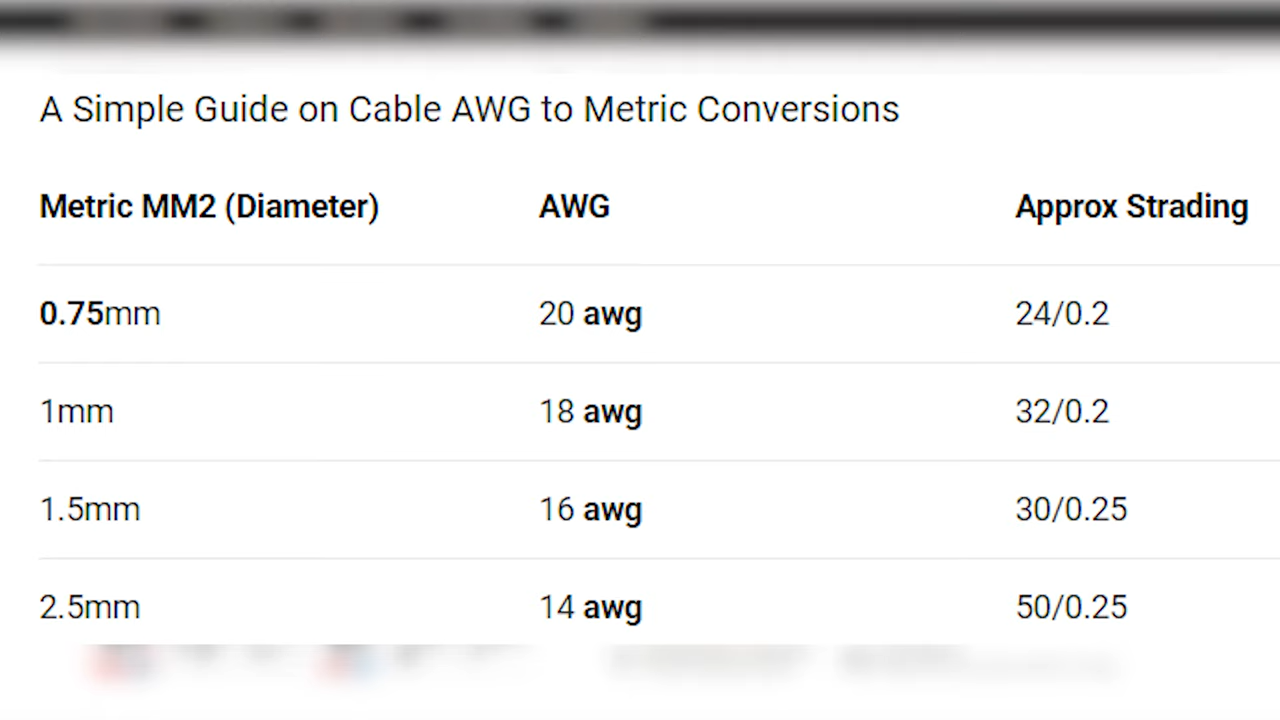 A Simple Guide on Cable AWG to Metric Conversions
Metric MM2 (Diameter) AWG Approx Strading
0.75mm 20 awg 24/0.2
1mm 18 awg 32/0.2
1.5mm 16 awg 30/0.25
2.5mm 14 awg 50/0.25